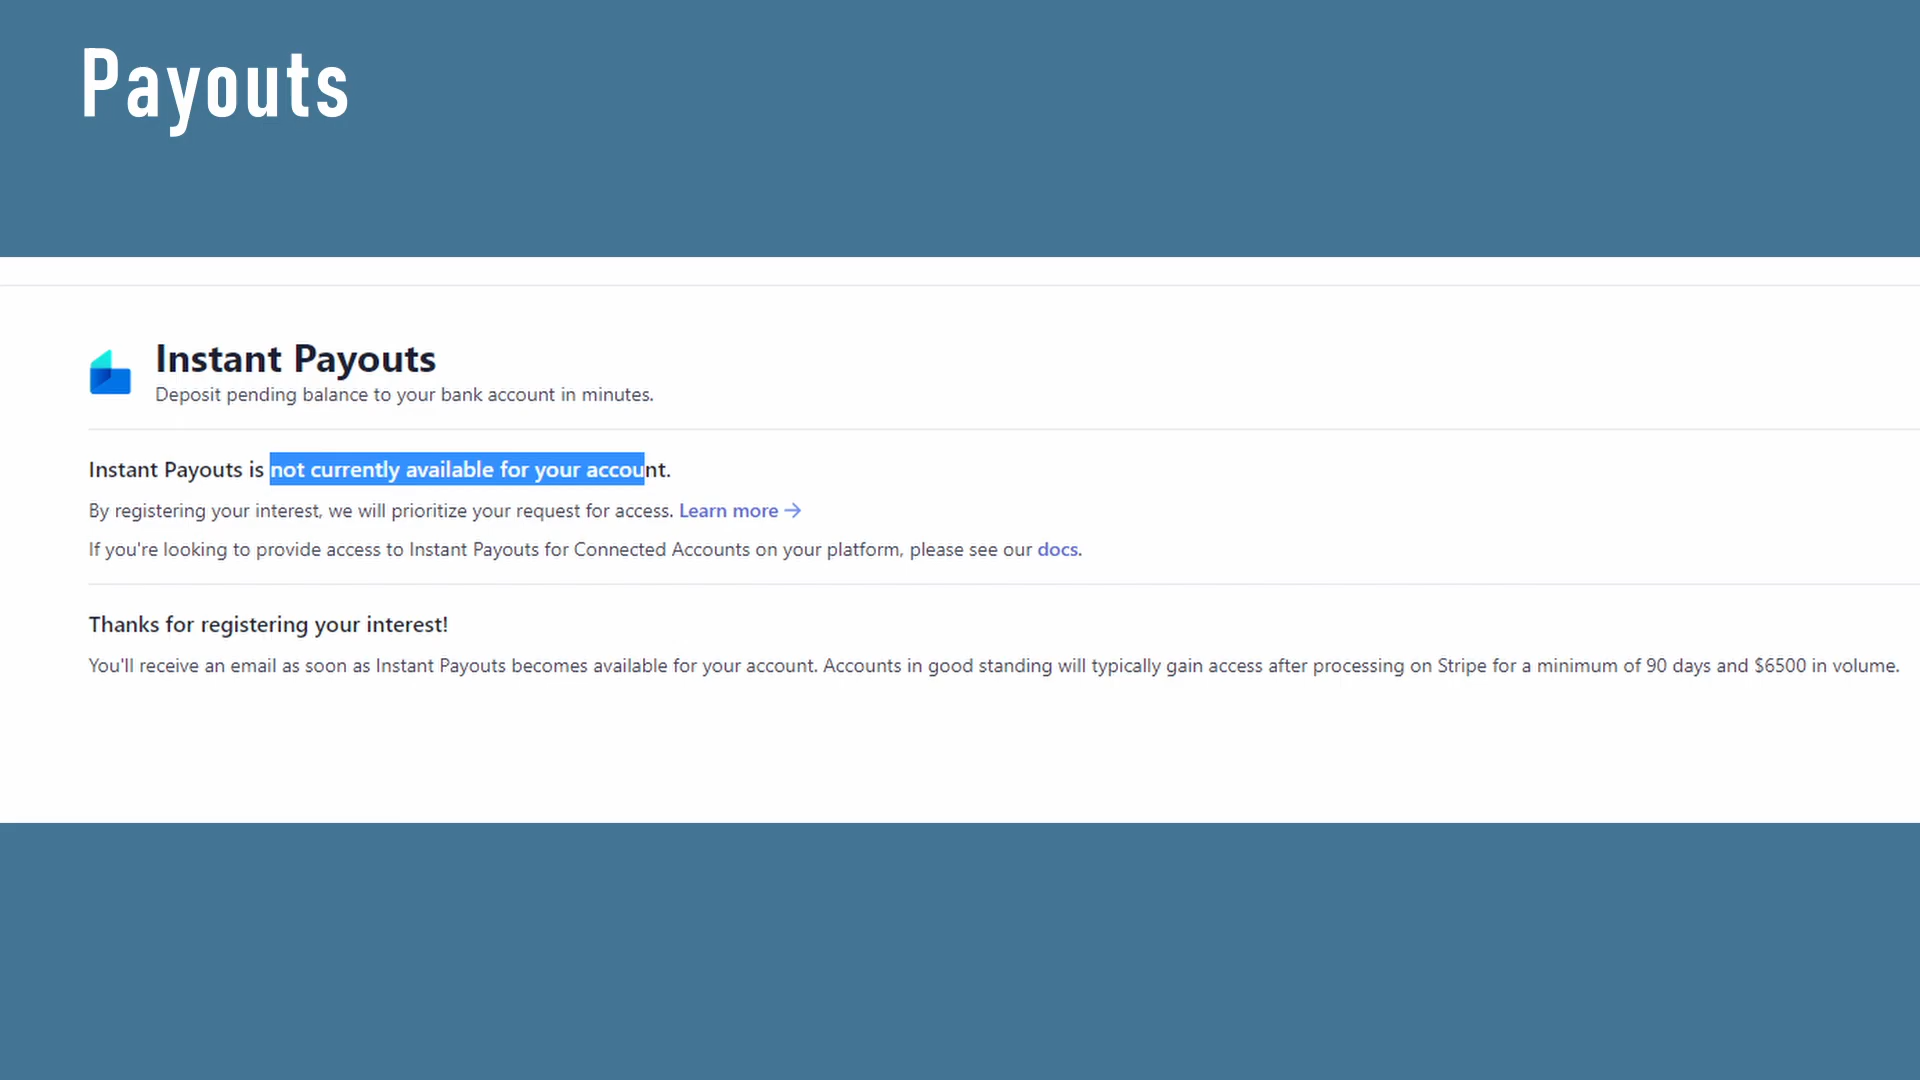 Payouts
Instant Payouts
Deposit pending balance to your bank account in minutes.
Instant Payouts is not currently available for your account.
By registering your interest, we will prioritize your request for access. Learn more →
If you're looking to provide access to Instant Payouts for Connected Accounts on your platform, please see our docs.
Thanks for registering your interest!
You'll receive an email as soon as Instant Payouts becomes available for your account. Accounts in good standing will typically gain access after processing on Stripe for a minimum of 90 days and $6500 in volume.